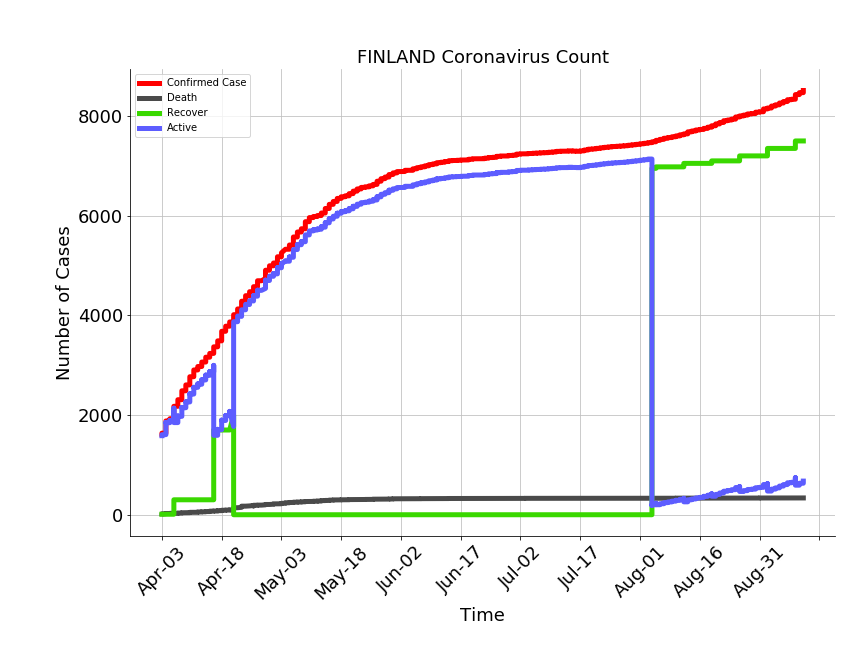 FINLAND Coronavirus Count
Confirmed Case
Death
Recover
Active
8000
6000
4000
2000
0
Number of Cases
Apr-03
Apr-18
May-03
May-18
Jun-02
Jun-17
Jul-02
Jul-17
Aug-01
Aug-16
Aug-31
Time